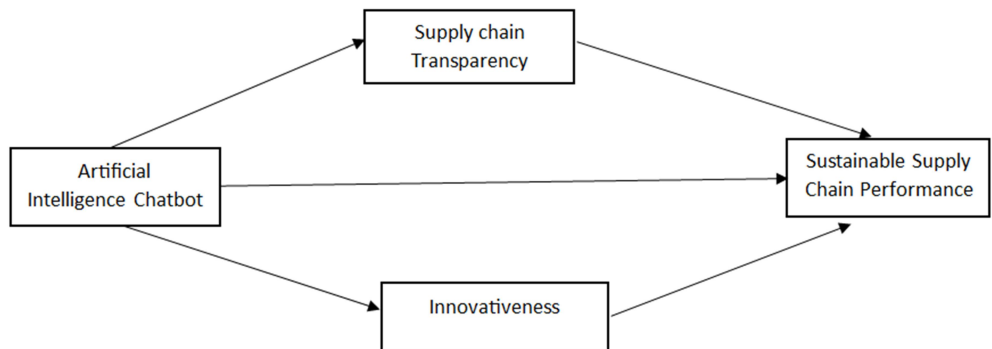 Supply chain
Transparency
Artificial
Intelligence Chatbot
Sustainable Supply
Chain Performance
Innovativeness